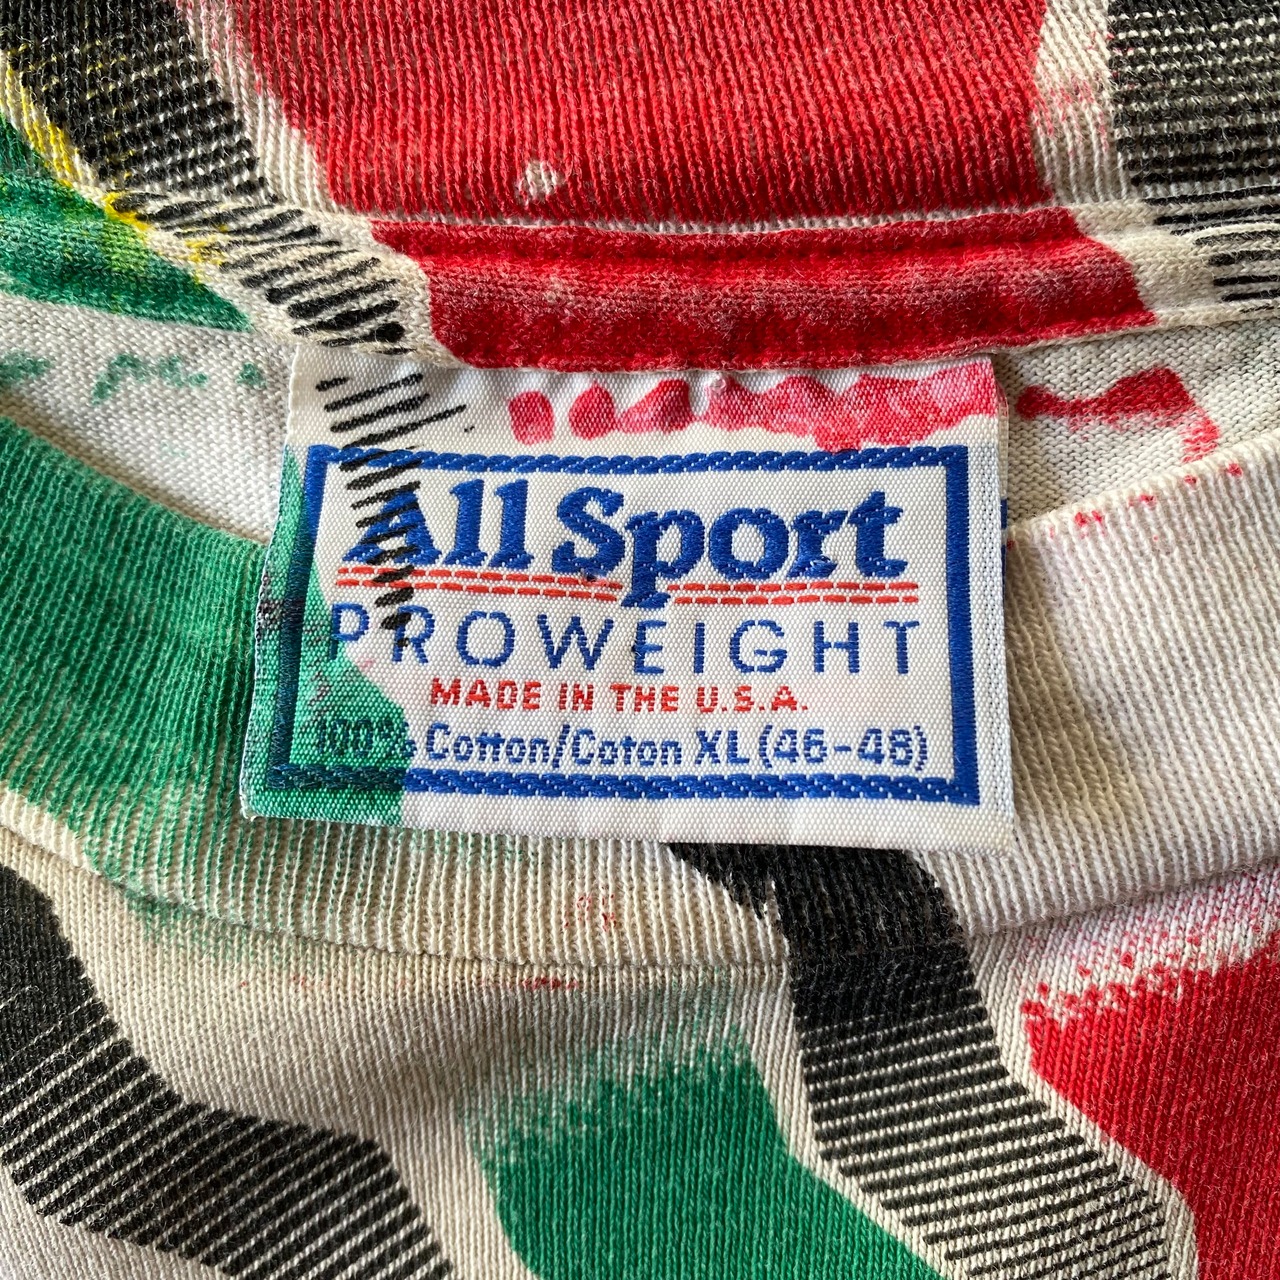 All Sport
PROWEIGHT
MADE IN THE U.S.A.
100% Cotton/Coton XL (46-48)